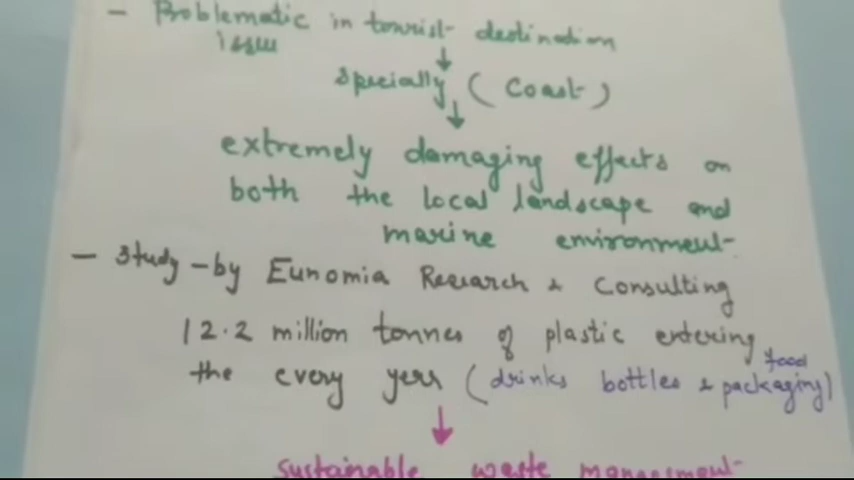 - Problematic in tourist destination
issue
specially (Coast)
extremely damaging effects on
both the local landscape and
marine environment
- Study - by Eunomia Research & Consulting
12.2 million tonnes of plastic entering
the every year (drinks bottles & food packaging)
sustainable waste management